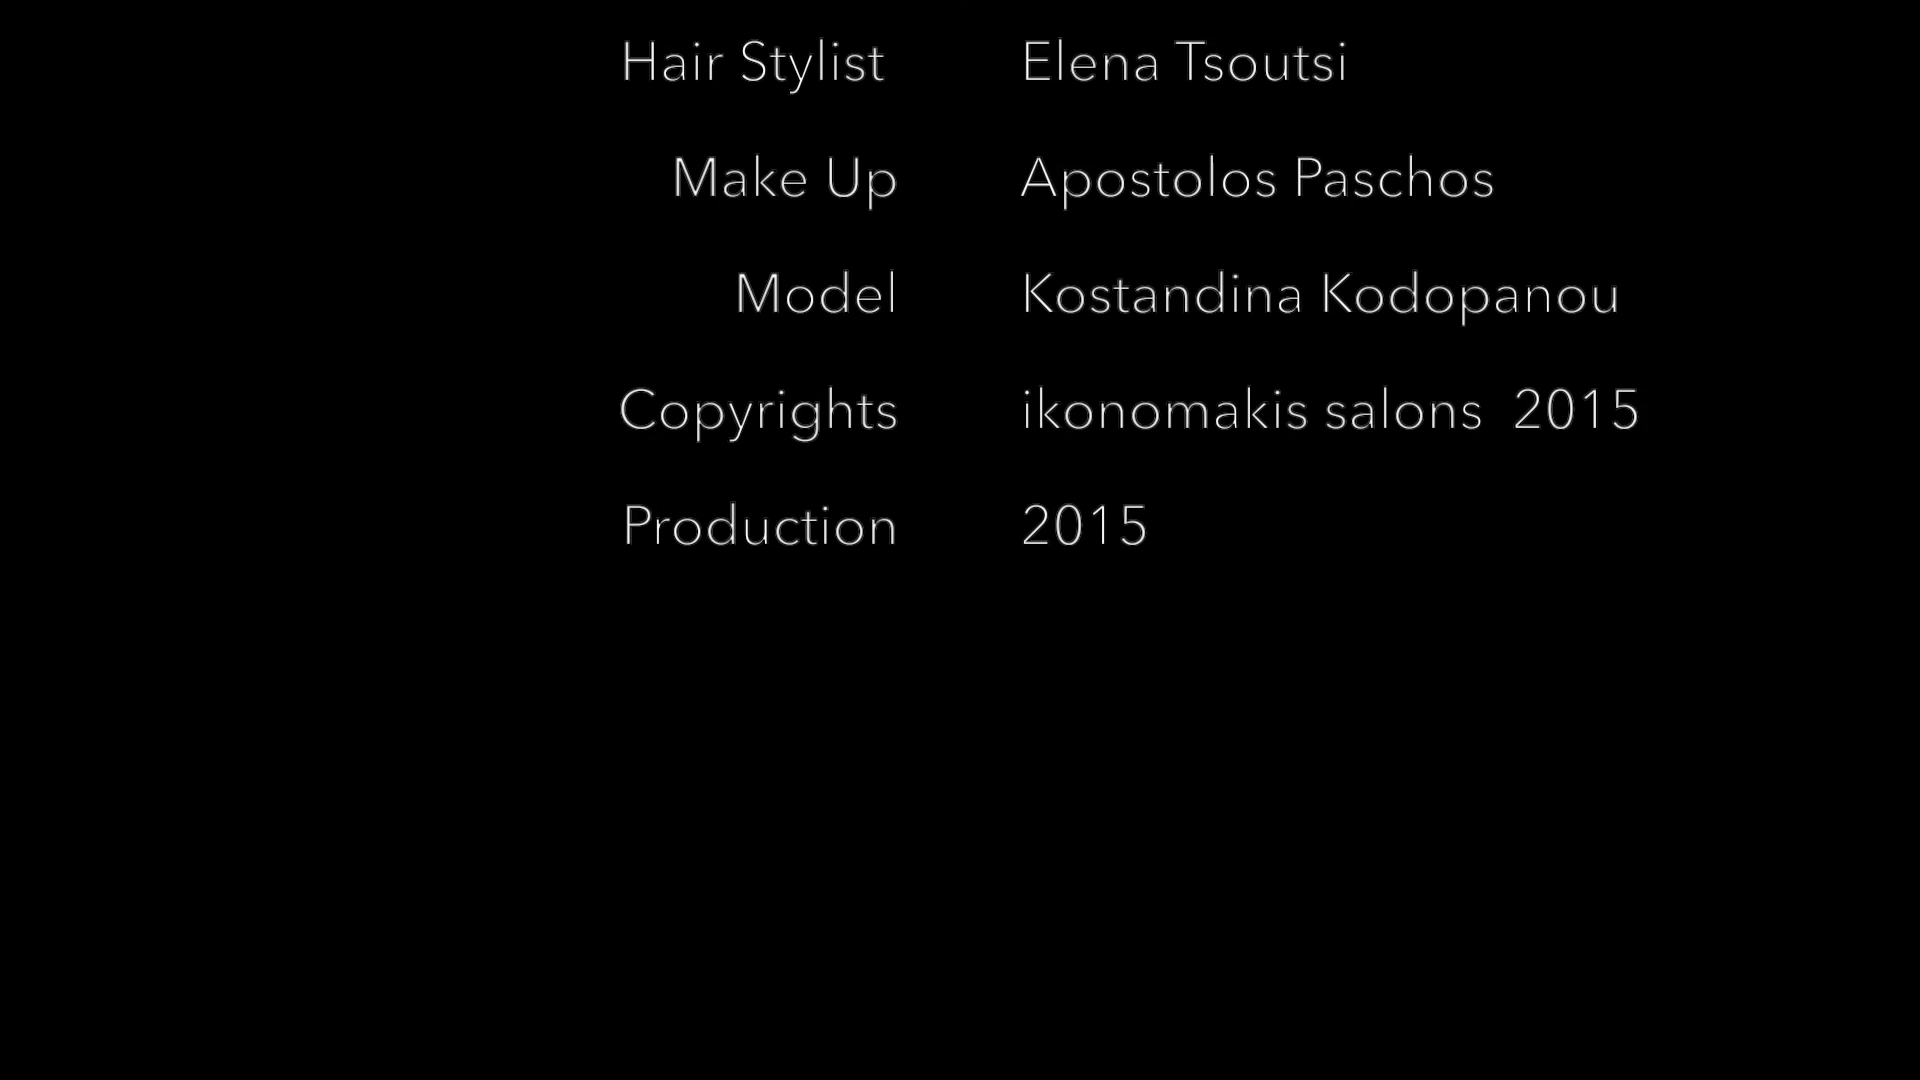 Hair Stylist Elena Tsoutsi
Make Up Apostolos Paschos
Model Kostandina Kodopanou
Copyrights ikonomakis salons 2015
Production 2015